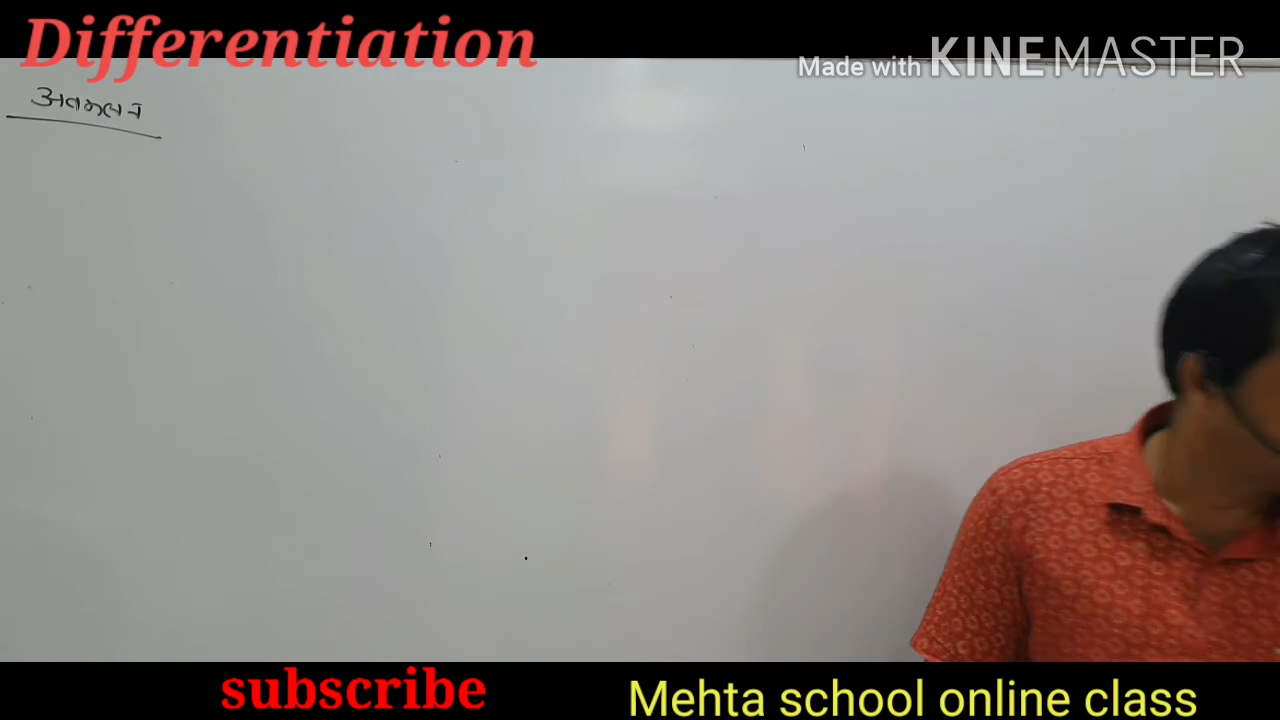 Differentiation
Made with KINEMASTER
अवकलन
subscribe
Mehta school online class